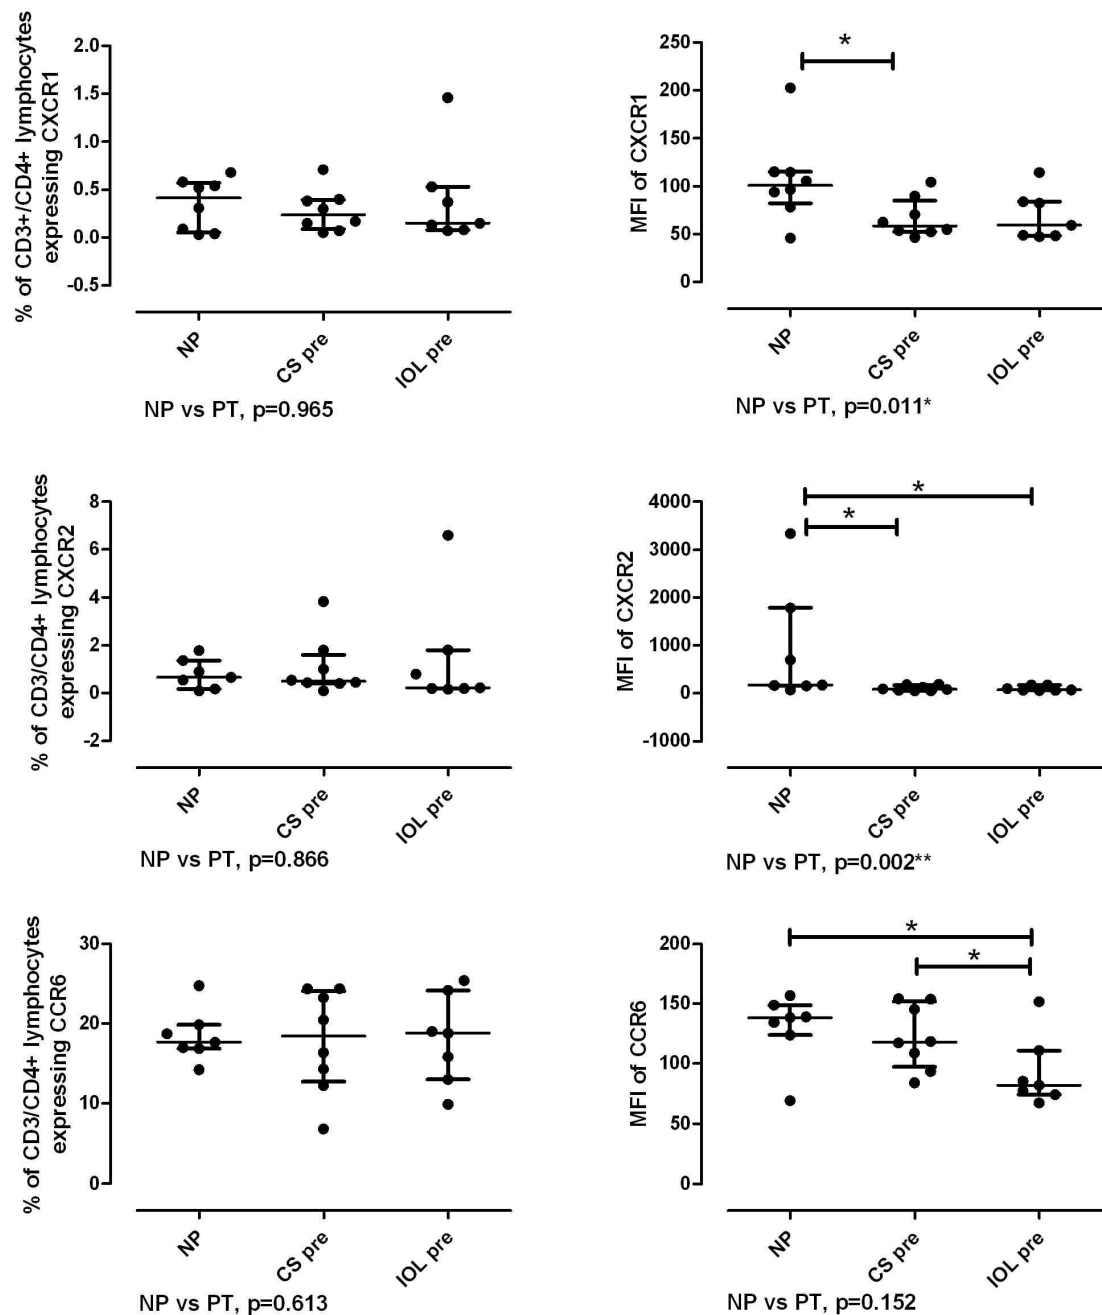 % of CD3+/CD4+ lymphocytes
expressing CXCR1
2.0
1.5
1.0
0.5
0.0
-0.5
NP
CS pre
IOL pre
NP vs PT, p=0.965
MFI of CXCR1
250
200
150
100
50
0
*
NP
CS pre
IOL pre
NP vs PT, p=0.011*
% of CD3/CD4+ lymphocytes
expressing CXCR2
8
6
4
2
0
-2
NP
CS pre
IOL pre
NP vs PT, p=0.866
MFI of CXCR2
4000
3000
2000
1000
0
-1000
*
*
NP
CS pre
IOL pre
NP vs PT, p=0.002**
% of CD3/CD4+ lymphocytes
expressing CCR6
30
20
10
0
NP
CS pre
IOL pre
NP vs PT, p=0.613
MFI of CCR6
200
150
100
50
0
*
*
NP
CS pre
IOL pre
NP vs PT, p=0.152